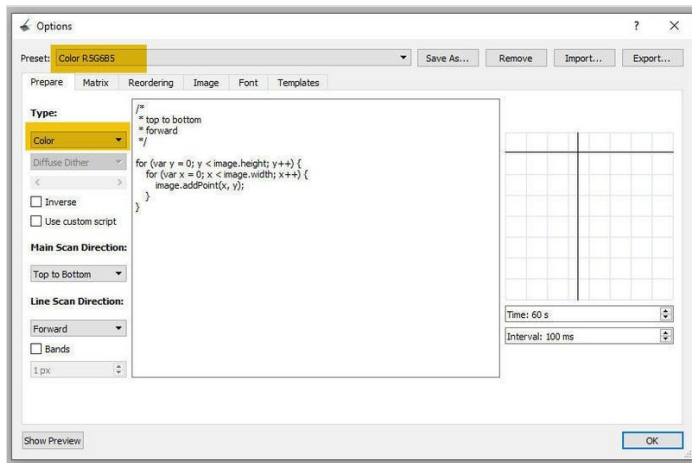 Options
? ×
Preset: Color R5G6B5 Save As... Remove Import... Export...
Prepare Matrix Reordering Image Font Templates
Type:
Color
Diffuse Dither
< >
Inverse
Use custom script
Main Scan Direction:
Top to Bottom
Line Scan Direction:
Forward
Bands
1 px
/*
* top to bottom
* forward
*/
for (var y = 0; y < image.height; y++) {
for (var x = 0; x < image.width; x++) {
image.addPoint(x, y);
}
}
Time: 60 s
Interval: 100 ms
Show Preview
OK